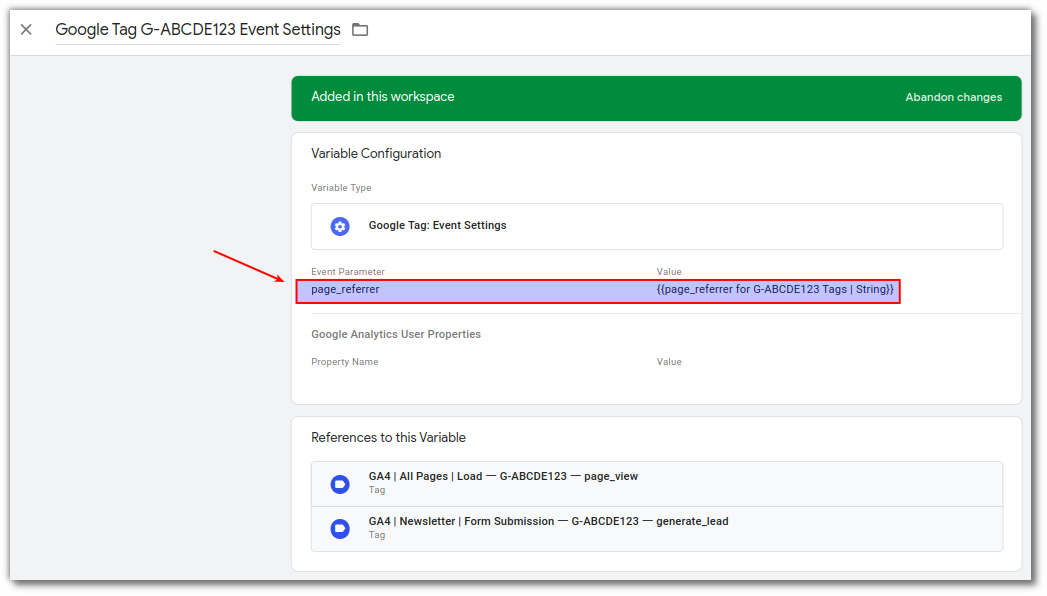 Google Tag G-ABCDE123 Event Settings
Added in this workspace Abandon changes
Variable Configuration
Variable Type
Google Tag: Event Settings
Event Parameter Value
page_referrer {{page_referrer for G-ABCDE123 Tags | String}}
Google Analytics User Properties
Property Name Value
References to this Variable
GA4 | All Pages | Load — G-ABCDE123 — page_view
Tag
GA4 | Newsletter | Form Submission — G-ABCDE123 — generate_lead
Tag